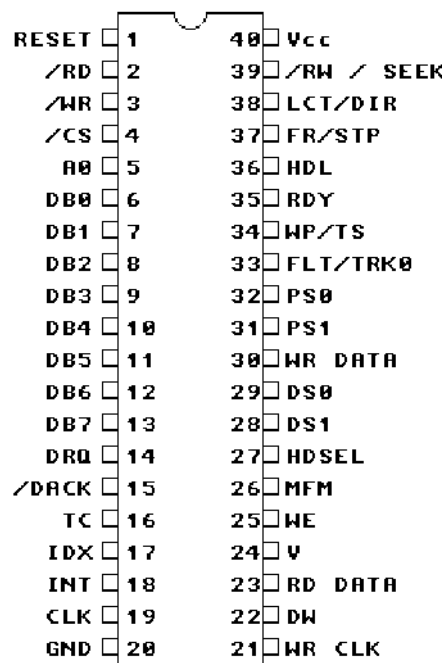 RESET 1 40 Vcc
/RD 2 39 /RW / SEEK
/WR 3 38 LCT/DIR
/CS 4 37 FR/STP
A0 5 36 HDL
DB0 6 35 RDY
DB1 7 34 WP/TS
DB2 8 33 FLT/TRK0
DB3 9 32 PS0
DB4 10 31 PS1
DB5 11 30 WR DATA
DB6 12 29 DS0
DB7 13 28 DS1
DRQ 14 27 HDSEL
/DACK 15 26 MFM
TC 16 25 WE
IDX 17 24 V
INT 18 23 RD DATA
CLK 19 22 DW
GND 20 21 WR CLK